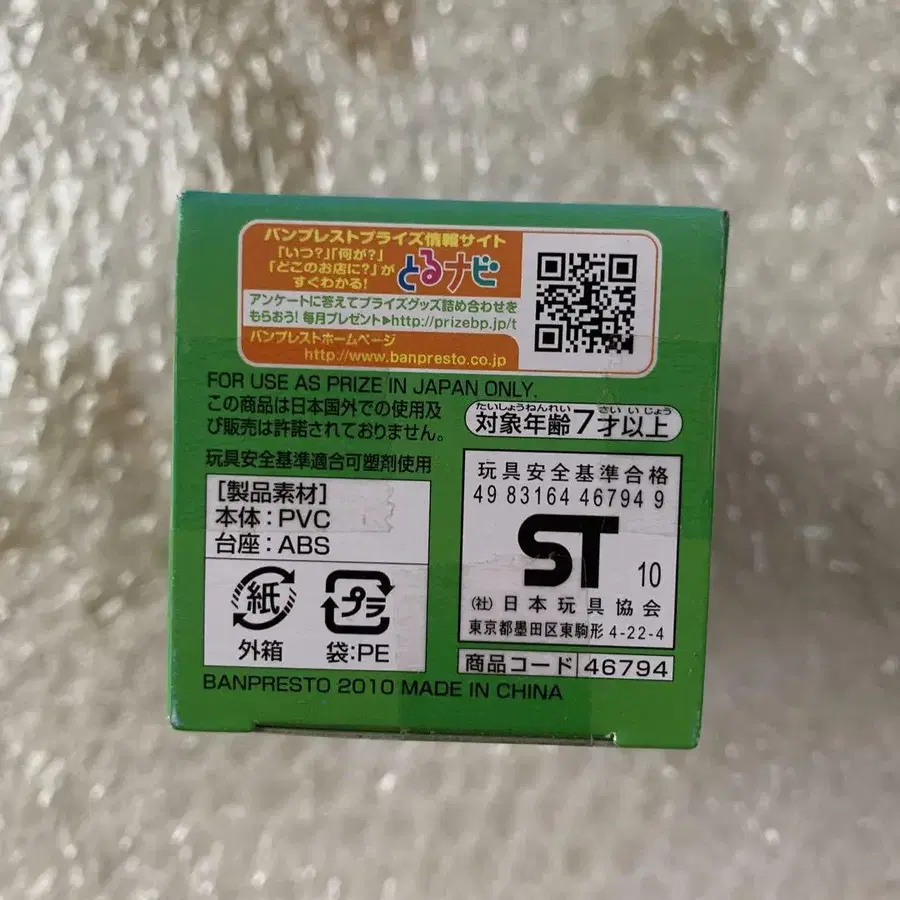 バンプレストプライズ情報サイト
「いつ?」「何が?」
「どこのお店に?」が
すぐわかる!
とるナビ
アンケートに答えてプライズグッズ詰め合わせを
もらおう! 毎月プレゼント▶http://prizebp.jp/t
バンプレストホームページ
http://www.banpresto.co.jp
FOR USE AS PRIZE IN JAPAN ONLY.
この商品は日本国外での使用及
び販売は許諾されておりません。
たいしょうねんれい さい いじょう
対象年齢7才以上
玩具安全基準適合可塑剤使用
[製品素材]
本体:PVC
台座:ABS
紙
外箱
プラ
袋:PE
玩具安全基準合格
49 83164 46794 9
ST 10
(社) 日本玩具協会
東京都墨田区東駒形 4-22-4
商品コード 46794
BANPRESTO 2010 MADE IN CHINA